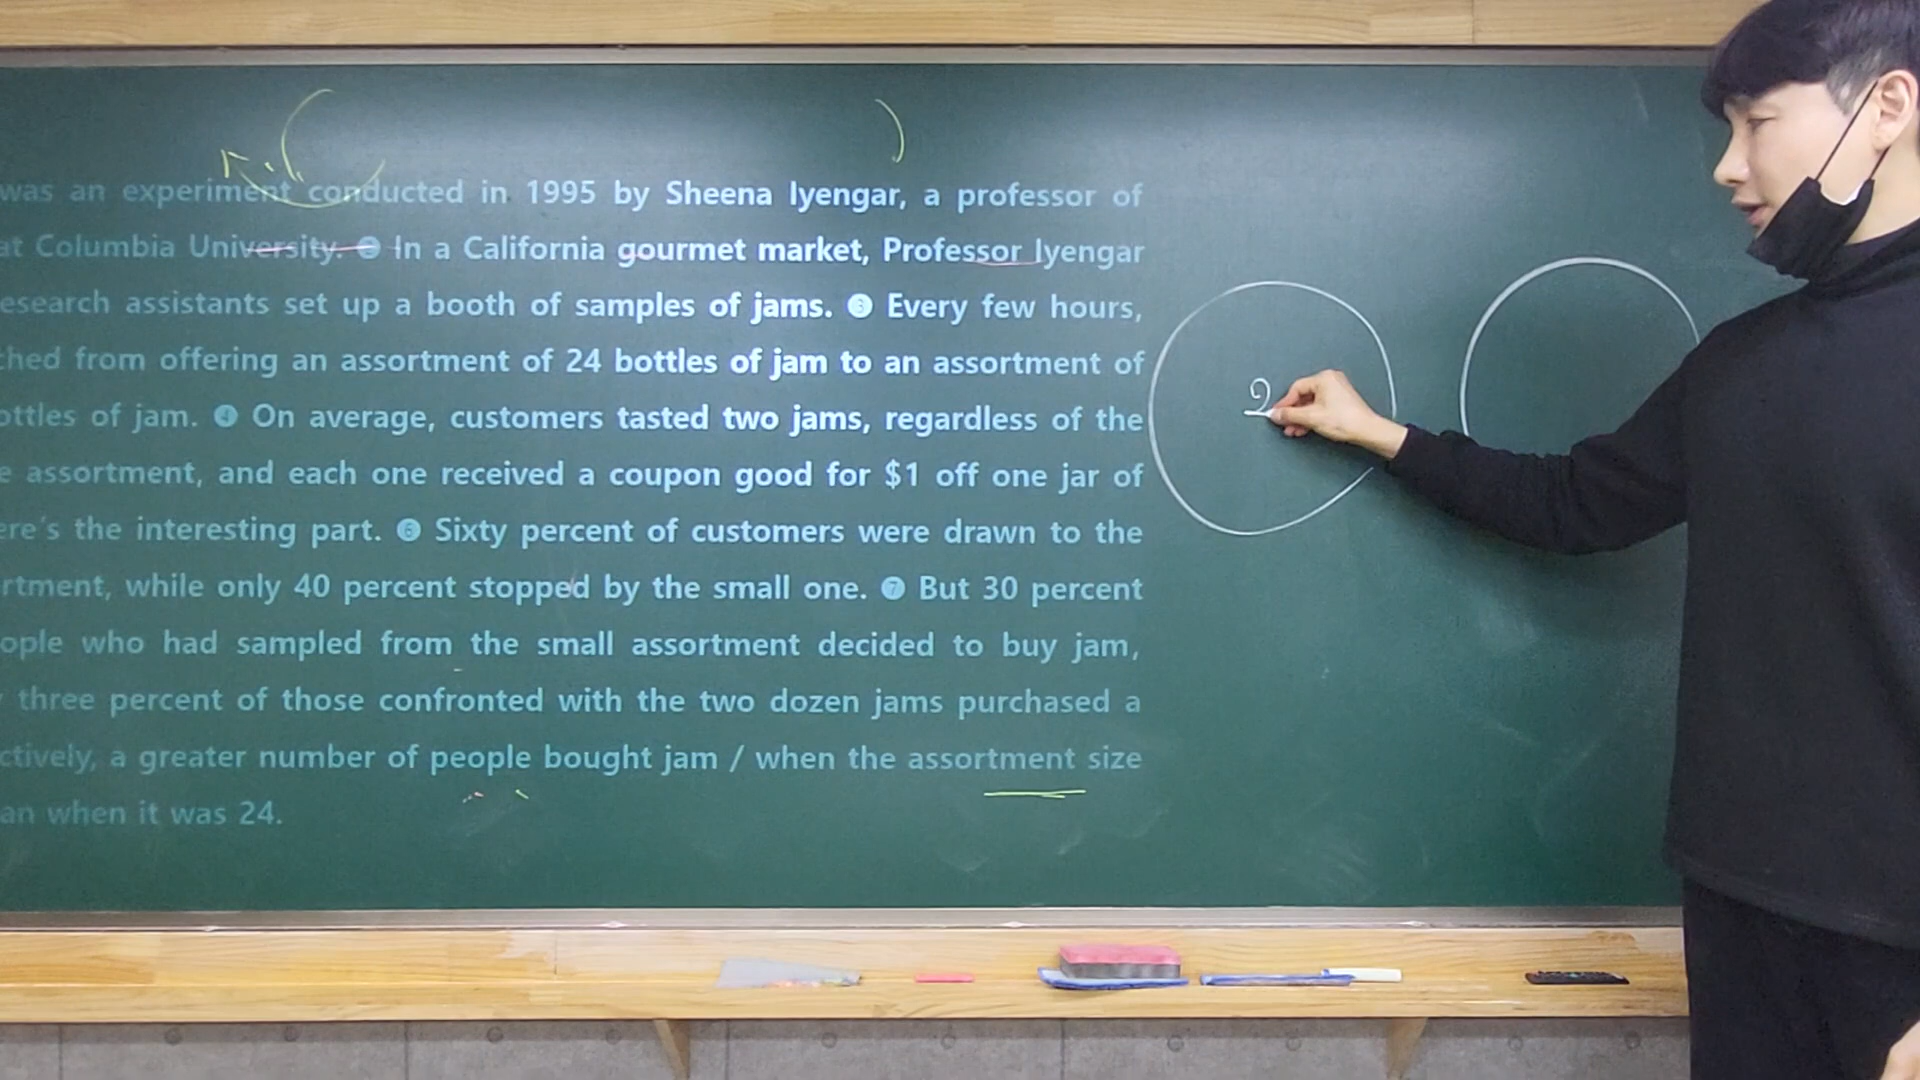 was an experiment conducted in 1995 by Sheena Iyengar, a professor of
at Columbia University. ❷ In a California gourmet market, Professor Iyengar
esearch assistants set up a booth of samples of jams. ❸ Every few hours,
ched from offering an assortment of 24 bottles of jam to an assortment of
ottles of jam. ❹ On average, customers tasted two jams, regardless of the
e assortment, and each one received a coupon good for $1 off one jar of
ere's the interesting part. ❻ Sixty percent of customers were drawn to the
rtment, while only 40 percent stopped by the small one. ❼ But 30 percent
ople who had sampled from the small assortment decided to buy jam,
three percent of those confronted with the two dozen jams purchased a
ctively, a greater number of people bought jam / when the assortment size
an when it was 24.
2